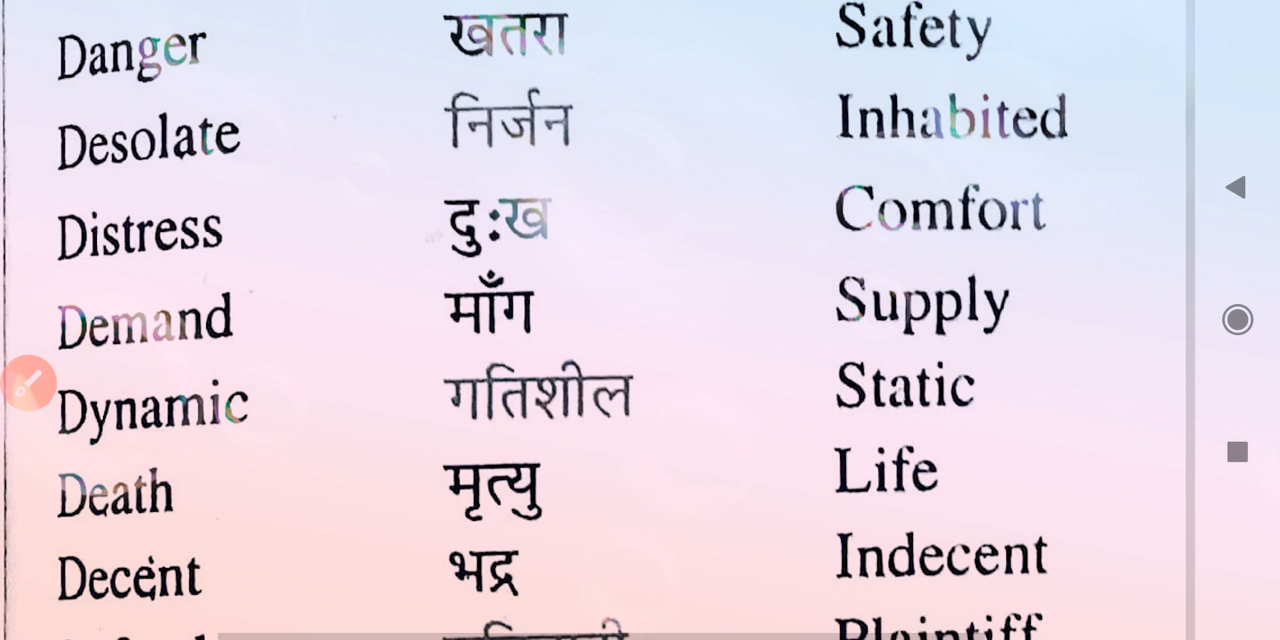 Danger खतरा Safety
Desolate निर्जन Inhabited
Distress दुःख Comfort
Demand माँग Supply
Dynamic गतिशील Static
Death मृत्यु Life
Decent भद्र Indecent
Plaintiff